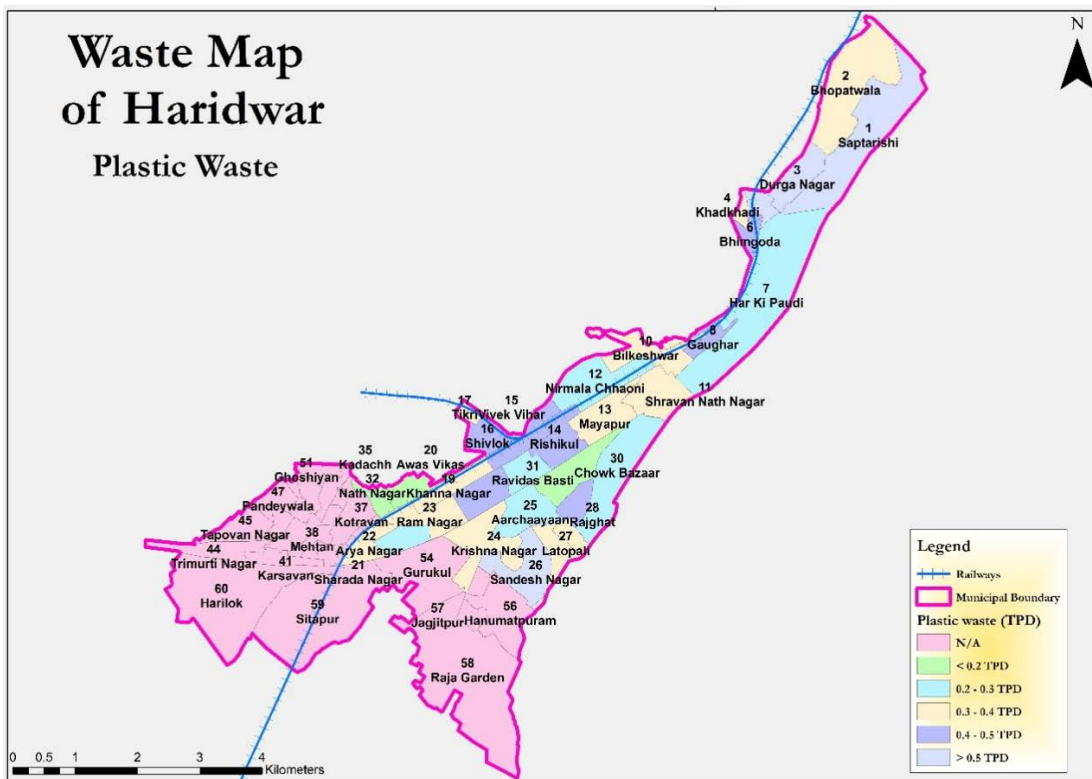 Waste Map
of Haridwar
Plastic Waste
N
2
Bhopatwala
1
Saptarishi
3
Durga Nagar
4
Khadkhadi
6
Bhimgoda
7
Har Ki Paudi
8
Gaughar
10
Bilkeshwar
11
Shravan Nath Nagar
12
Nirmala Chhaoni
13
Mayapur
17
Tikri
15
Vivek Vihar
16
Shivlok
14
Rishikul
30
Chowk Bazaar
31
Ravidas Basti
35
Kadachh
20
Awas Vikas
51
Ghoshiyan
32
Nath Nagar
19
Khanna Nagar
47
Pandeywala
37
Kotravan
23
Ram Nagar
25
Aarchaayaan
28
Rajghat
45
Tapovan Nagar
38
Mehtan
22
Arya Nagar
24
Krishna Nagar
27
Latopali
44
Trimurti Nagar
41
Karsavan
21
Sharada Nagar
54
Gurukul
26
Sandesh Nagar
60
Harilok
59
Sitapur
57
Jagjitpur
56
Hanumatpuram
58
Raja Garden
Legend
Railways
Municipal Boundary
Plastic waste (TPD)
N/A
< 0.2 TPD
0.2 - 0.3 TPD
0.3 - 0.4 TPD
0.4 - 0.5 TPD
> 0.5 TPD
0 0.5 1 2 3 4
Kilometers